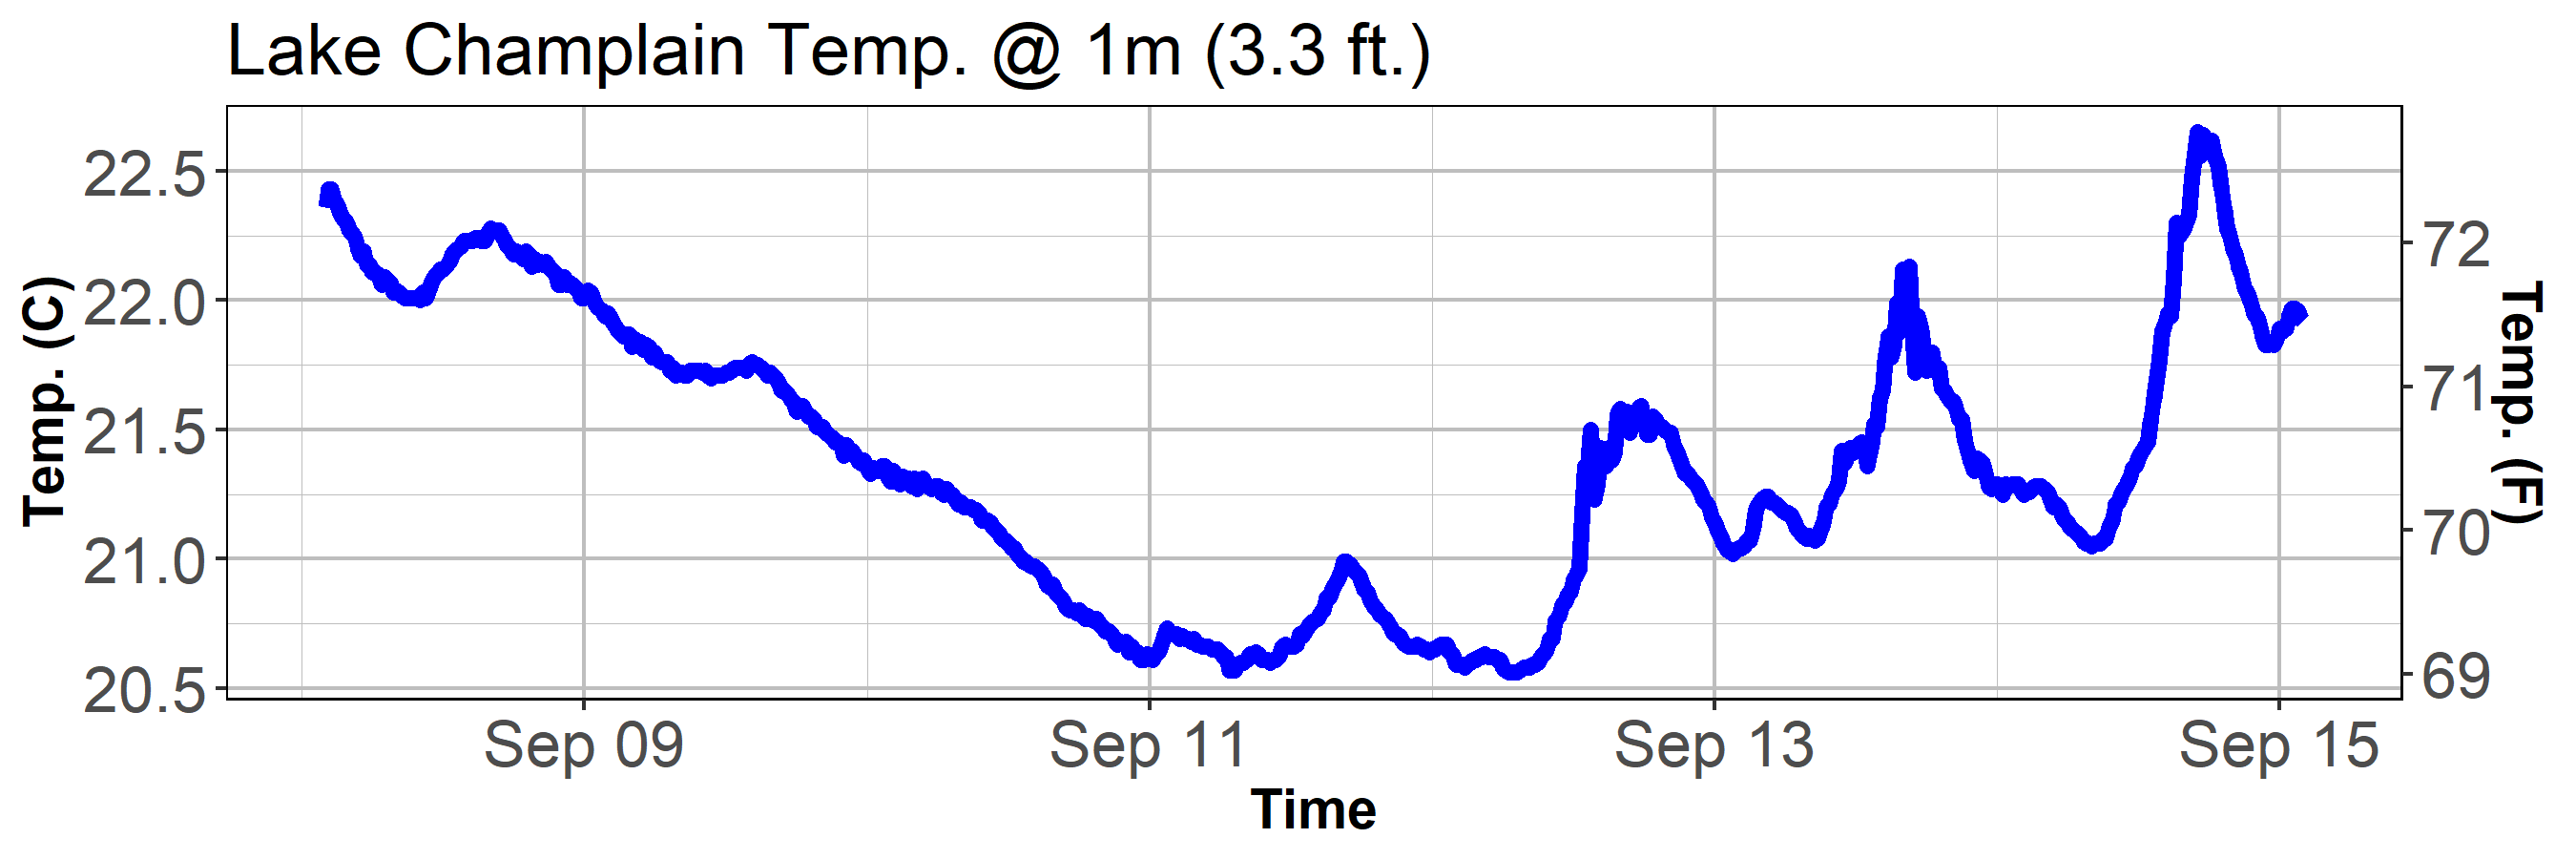 Lake Champlain Temp. @ 1m (3.3 ft.)
Temp. (C)
22.5
22.0
21.5
21.0
20.5
72
71
70
69
Temp. (F)
Sep 09 Sep 11 Sep 13 Sep 15
Time